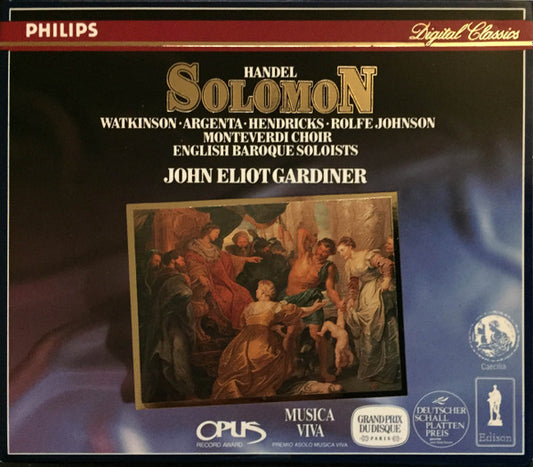 PHILIPS
Digital Classics
HANDEL
SOLOMON
WATKINSON·ARGENTA·HENDRICKS·ROLFE JOHNSON
MONTEVERDI CHOIR
ENGLISH BAROQUE SOLOISTS
JOHN ELIOT GARDINER
Caecilia
OPUS
RECORD AWARD
MUSICA
VIVA
PREMIO ASOLO MUSICA VIVA
GRAND PRIX
DU DISQUE
PARIS
DEUTSCHER
SCHALL
PLATTEN
PREIS
Edison